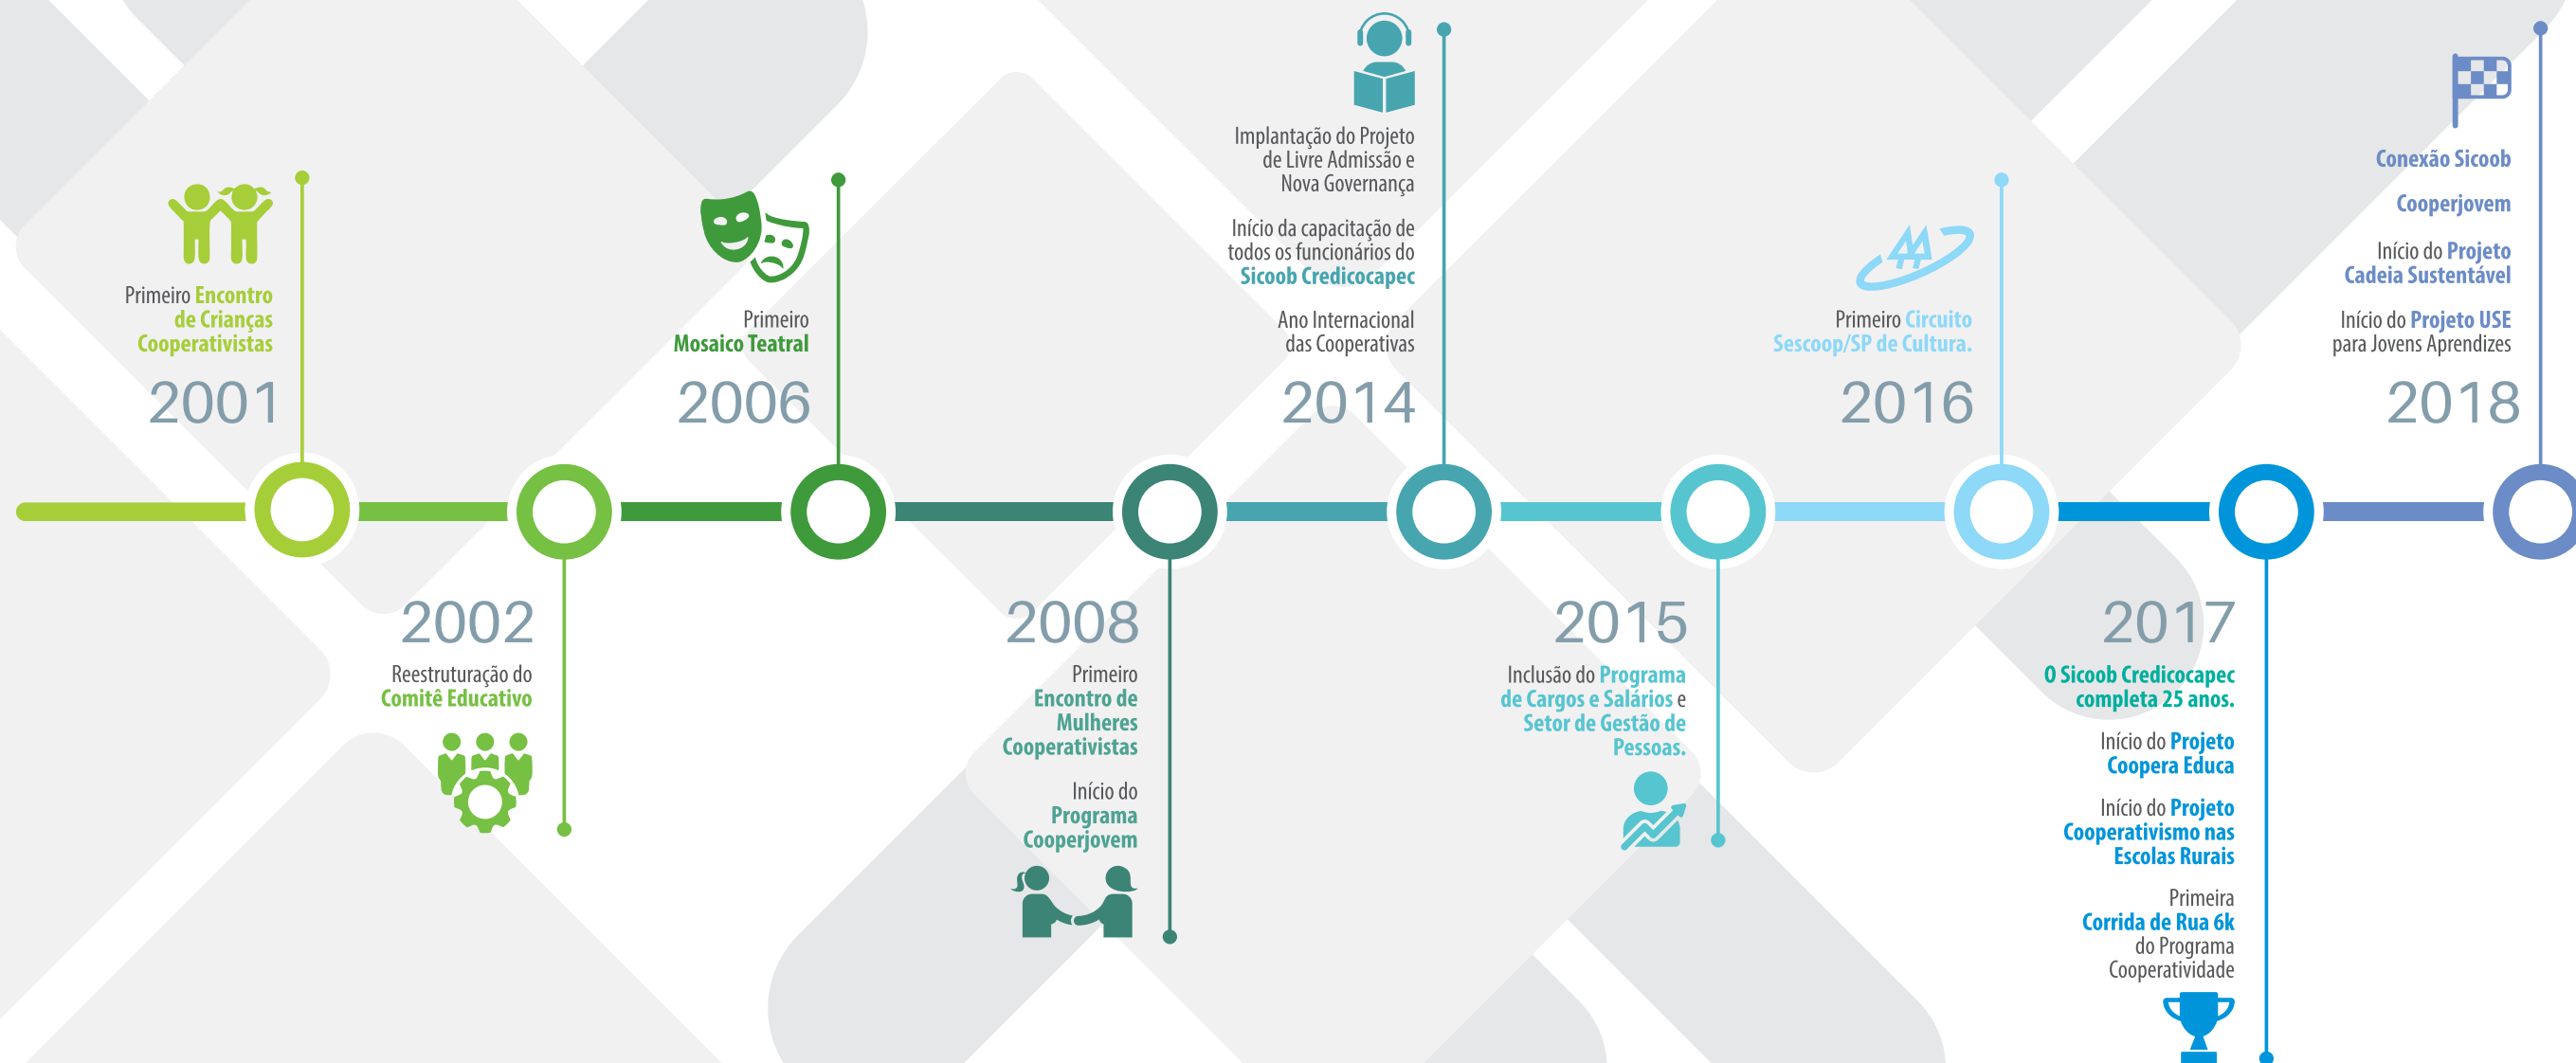 Primeiro Encontro
de Crianças
Cooperativistas
2001
2002
Reestruturação do
Comitê Educativo
Primeiro
Mosaico Teatral
2006
2008
Primeiro
Encontro de
Mulheres
Cooperativistas
Início do
Programa
Cooperjovem
Implantação do Projeto
de Livre Admissão e
Nova Governança
Início da capacitação de
todos os funcionários do
Sicoob Credicocapec
Ano Internacional
das Cooperativas
2014
2015
Inclusão do Programa
de Cargos e Salários e
Setor de Gestão de
Pessoas.
Primeiro Circuito
Sescoop/SP de Cultura.
2016
2017
O Sicoob Credicocapec
completa 25 anos.
Início do Projeto
Coopera Educa
Início do Projeto
Cooperativismo nas
Escolas Rurais
Primeira
Corrida de Rua 6k
do Programa
Cooperatividade
Conexão Sicoob
Cooperjovem
Início do Projeto
Cadeia Sustentável
Início do Projeto USE
para Jovens Aprendizes
2018